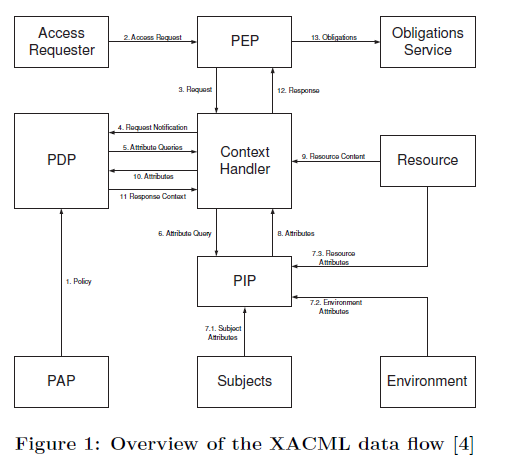 Access
Requester
2. Access Request
PEP
13. Obligations
Obligations
Service
3. Request
12. Response
PDP
4. Request Notification
5. Attribute Queries
10. Attributes
11 Response Context
Context
Handler
9. Resource Content
Resource
6. Attribute Query
8. Attributes
7.3. Resource
Attributes
1. Policy
PIP
7.2. Environment
Attributes
7.1. Subject
Attributes
PAP
Subjects
Environment
Figure 1: Overview of the XACML data flow [4]